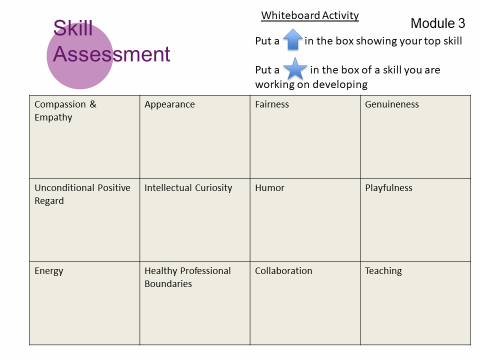 Skill
Assessment
Whiteboard Activity
Module 3
Put a in the box showing your top skill
Put a in the box of a skill you are
working on developing
Compassion &
Empathy
Appearance
Fairness
Genuineness
Unconditional Positive
Regard
Intellectual Curiosity
Humor
Playfulness
Energy
Healthy Professional
Boundaries
Collaboration
Teaching